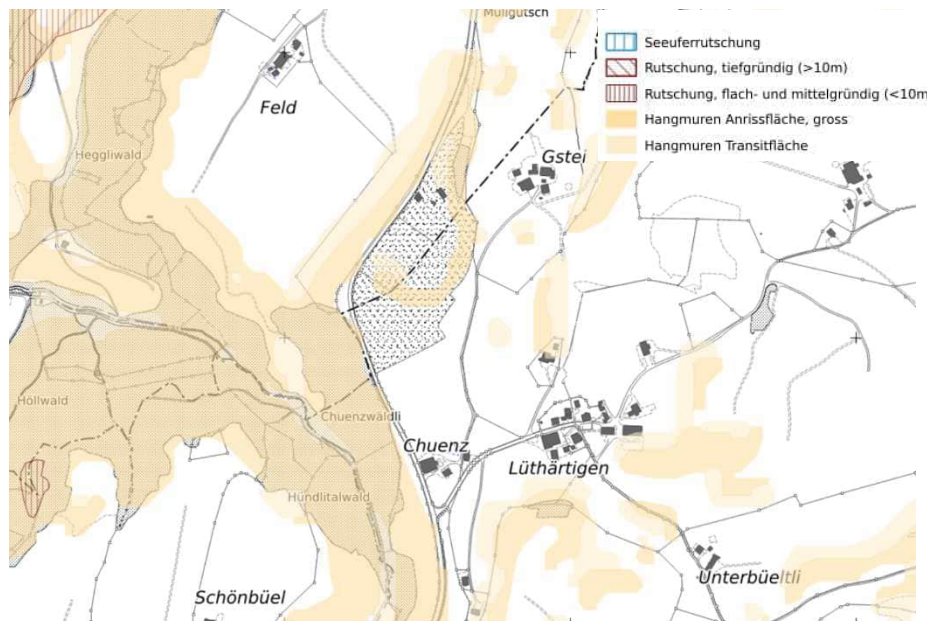 Müligutsch
Seeuferrutschung
Rutschung, tiefgründig (>10m)
Rutschung, flach- und mittelgründig (<10m
Hangmuren Anrissfläche, gross
Hangmuren Transitfläche
Feld
Heggliwald
Gstei
Höllwald
Chuenzwäldli
Chuenz
Lüthärtigen
Hündlitalwald
Schönbüel
Unterbüeltli